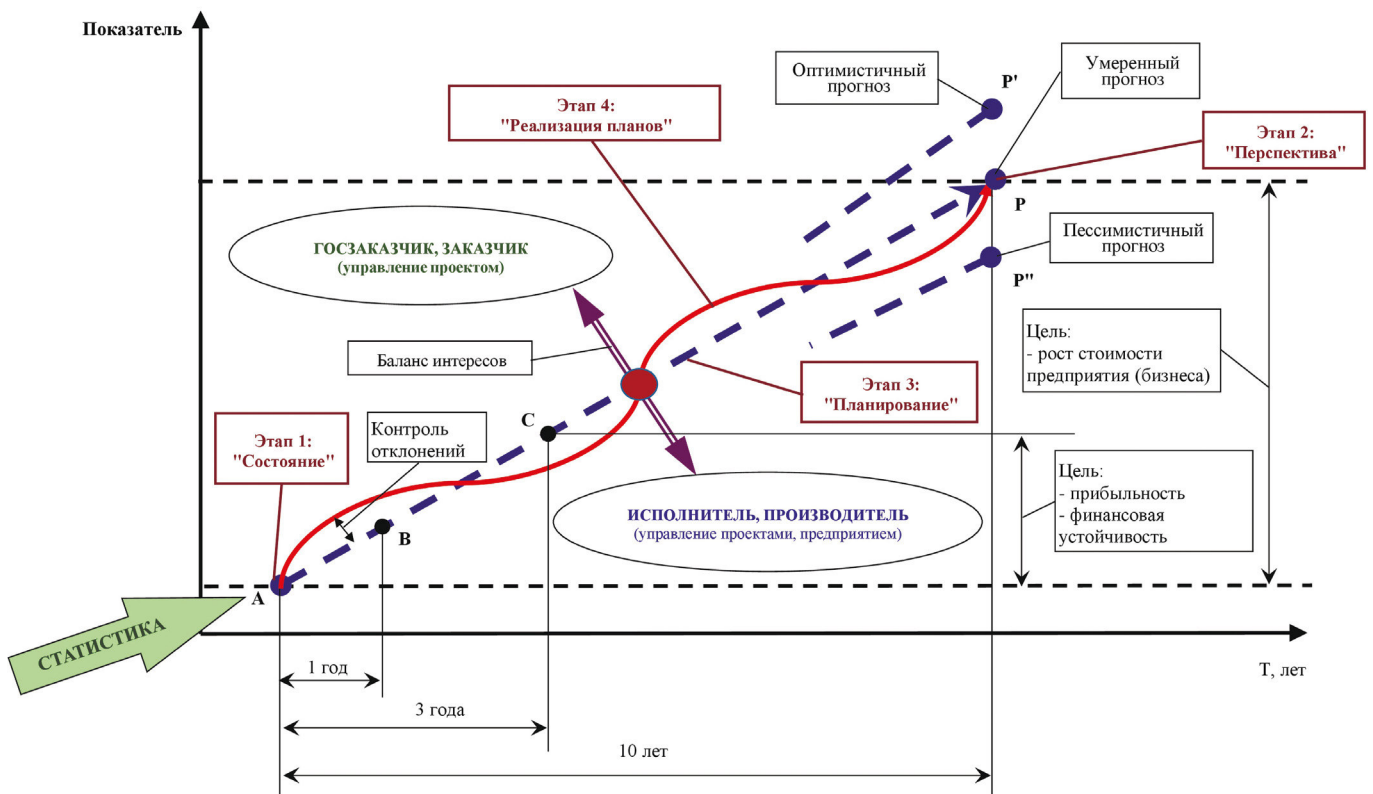 Показатель
Оптимистичный
прогноз
P'
Умеренный
прогноз
Этап 4:
"Реализация планов"
Этап 2:
"Перспектива"
P
ГОСЗАКАЗЧИК, ЗАКАЗЧИК
(управление проектом)
Пессимистичный
прогноз
P"
Баланс интересов
Цель:
- рост стоимости
предприятия (бизнеса)
Этап 3:
"Планирование"
Этап 1:
"Состояние"
Контроль
отклонений
C
Цель:
- прибыльность
- финансовая
устойчивость
B
ИСПОЛНИТЕЛЬ, ПРОИЗВОДИТЕЛЬ
(управление проектами, предприятием)
A
СТАТИСТИКА
1 год
T, лет
3 года
10 лет